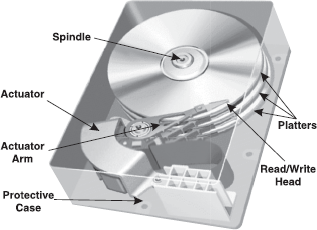 Spindle
Actuator
Platters
Actuator
Arm
Read/Write
Head
Protective
Case